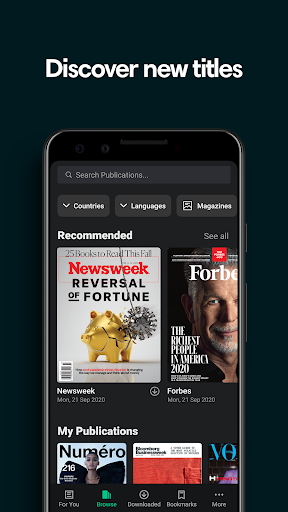 Discover new titles
Search Publications...
Countries
Languages
Magazines
Recommended
See all
25 Books to Read This Fall
Newsweek
REVERSAL
OF FORTUNE
Forbe
THE
RICHEST
PEOPLE
IN AMERICA
Newsweek
Mon, 21 Sep 2020
Forbes
Mon, 21 Sep 2020
My Publications
Numéro
216
Bloomberg
Businessweek
VO
For You
Browse
Downloaded
Bookmarks
More